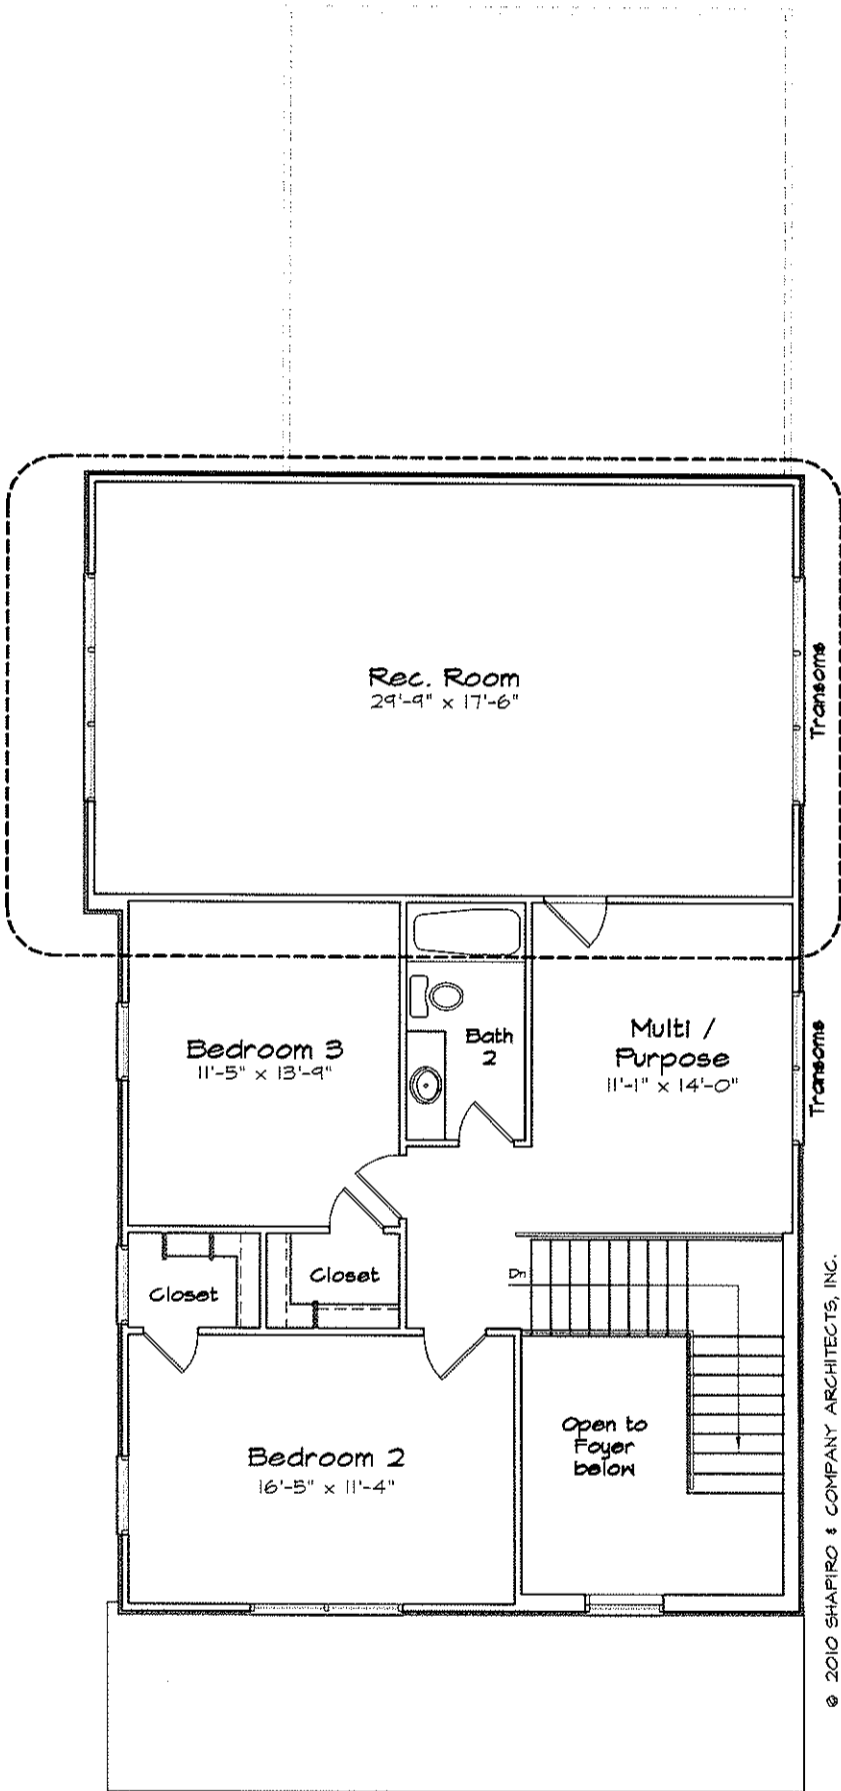 Rec. Room
29'-9" x 17'-6"
Transoms
Bedroom 3
11'-5" x 13'-9"
Bath
2
Multi /
Purpose
11'-1" x 14'-0"
Transoms
Closet
Closet
Dn
Bedroom 2
16'-5" x 11'-4"
Open to
Foyer
below
© 2010 SHAPIRO & COMPANY ARCHITECTS, INC.